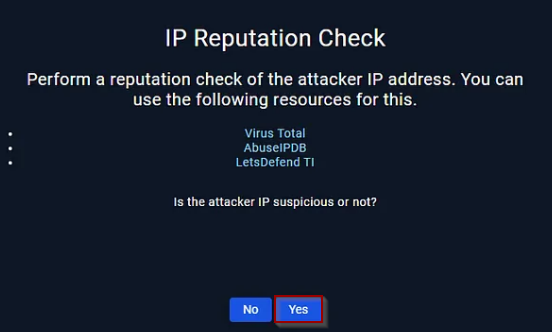 IP Reputation Check
Perform a reputation check of the attacker IP address. You can
use the following resources for this.
Virus Total
AbuseIPDB
LetsDefend TI
Is the attacker IP suspicious or not?
No Yes